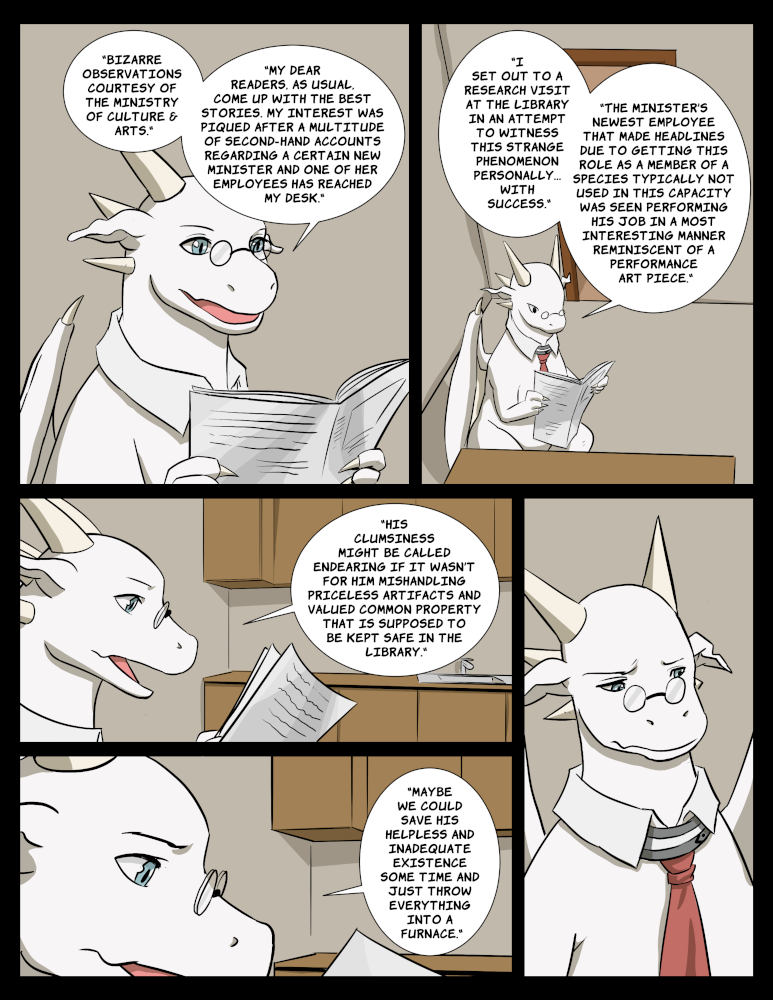 "BIZARRE
OBSERVATIONS
COURTESY OF
THE MINISTRY
OF CULTURE &
ARTS."
"MY DEAR
READERS. AS USUAL,
COME UP WITH THE BEST
STORIES. MY INTEREST WAS
PIQUED AFTER A MULTITUDE
OF SECOND-HAND ACCOUNTS
REGARDING A CERTAIN NEW
MINISTER AND ONE OF HER
EMPLOYEES HAS REACHED
MY DESK."
"I
SET OUT TO A
RESEARCH VISIT
AT THE LIBRARY
IN AN ATTEMPT
TO WITNESS
THIS STRANGE
PHENOMENON
PERSONALLY...
WITH
SUCCESS."
"THE MINISTER'S
NEWEST EMPLOYEE
THAT MADE HEADLINES
DUE TO GETTING THIS
ROLE AS A MEMBER OF A
SPECIES TYPICALLY NOT
USED IN THIS CAPACITY
WAS SEEN PERFORMING
HIS JOB IN A MOST
INTERESTING MANNER
REMINISCENT OF A
PERFORMANCE
ART PIECE."
"HIS
CLUMSINESS
MIGHT BE CALLED
ENDEARING IF IT WASN'T
FOR HIM MISHANDLING
PRICELESS ARTIFACTS AND
VALUED COMMON PROPERTY
THAT IS SUPPOSED TO
BE KEPT SAFE IN THE
LIBRARY."
"MAYBE
WE COULD
SAVE HIS
HELPLESS AND
INADEQUATE
EXISTENCE
SOME TIME AND
JUST THROW
EVERYTHING
INTO A
FURNACE."